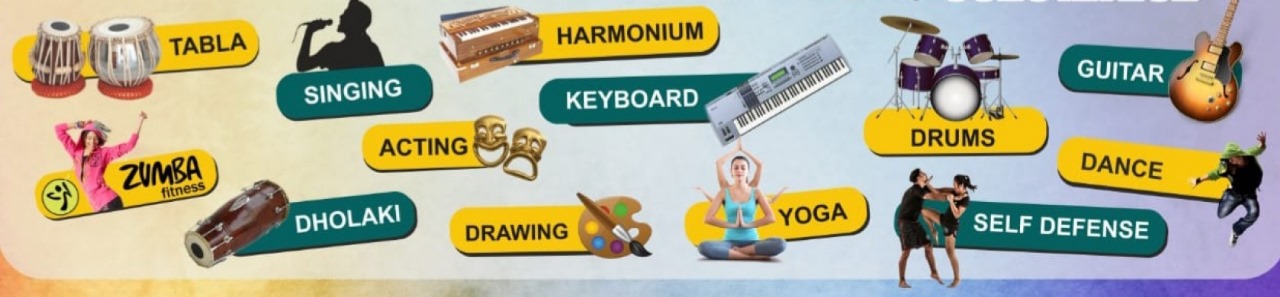 TABLA
SINGING
HARMONIUM
KEYBOARD
DRUMS
GUITAR
ZUMBA
fitness
ACTING
DHOLAKI
DRAWING
YOGA
SELF DEFENSE
DANCE